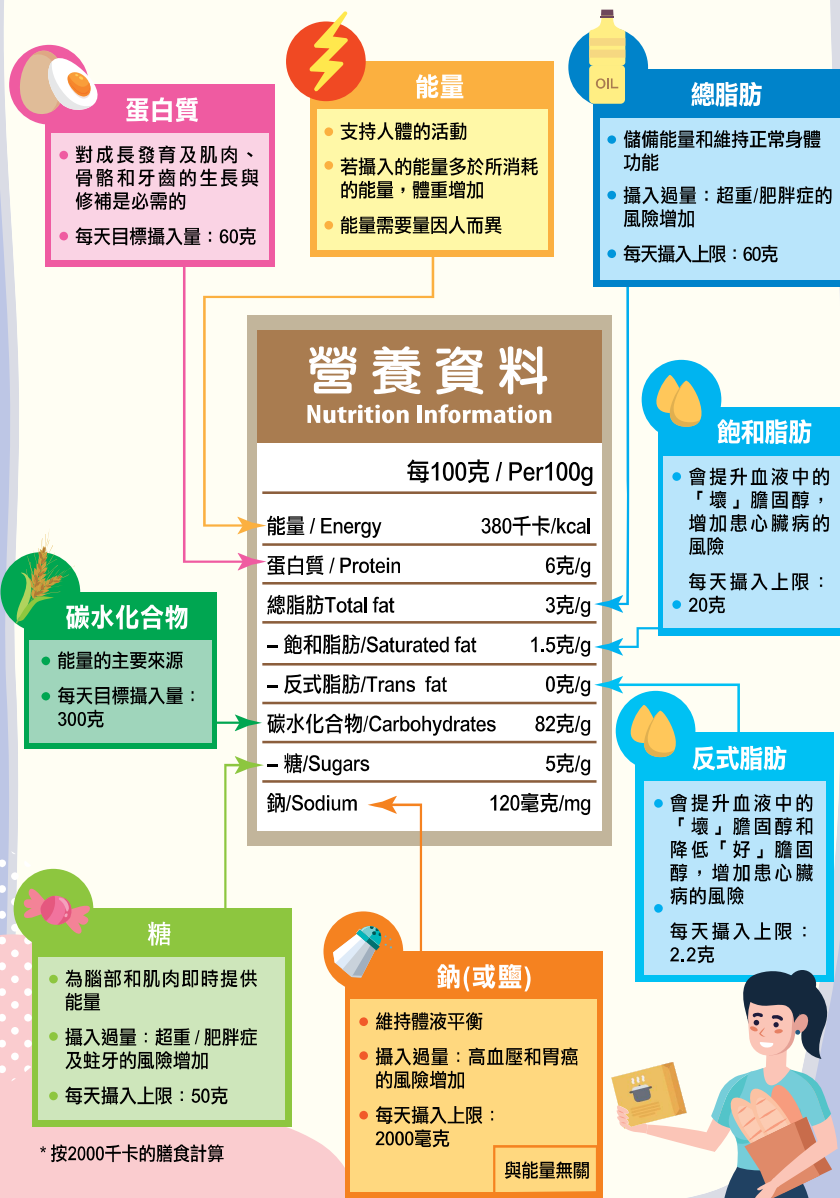 蛋白質
對成長發育及肌肉、
骨骼和牙齒的生長與
修補是必需的
每天目標攝入量：60克
能量
支持人體的活動
若攝入的能量多於所消耗
的能量，體重增加
能量需要量因人而異
OIL
總脂肪
儲備能量和維持正常身體
功能
攝入過量：超重/肥胖症的
風險增加
每天攝入上限：60克
營養資料
Nutrition Information
每100克 / Per100g
能量 / Energy 380千卡/kcal
蛋白質 / Protein 6克/g
總脂肪Total fat 3克/g
– 飽和脂肪/Saturated fat 1.5克/g
– 反式脂肪/Trans fat 0克/g
碳水化合物/Carbohydrates 82克/g
– 糖/Sugars 5克/g
鈉/Sodium 120毫克/mg
飽和脂肪
會提升血液中的
「壞」膽固醇，
增加患心臟病的
風險
每天攝入上限：
20克
碳水化合物
能量的主要來源
每天目標攝入量：
300克
反式脂肪
會提升血液中的
「壞」膽固醇和
降低「好」膽固
醇，增加患心臟
病的風險
每天攝入上限：
2.2克
糖
為腦部和肌肉即時提供
能量
攝入過量：超重 / 肥胖症
及蛀牙的風險增加
每天攝入上限：50克
鈉(或鹽)
維持體液平衡
攝入過量：高血壓和胃癌
的風險增加
每天攝入上限：
2000毫克
與能量無關
* 按2000千卡的膳食計算